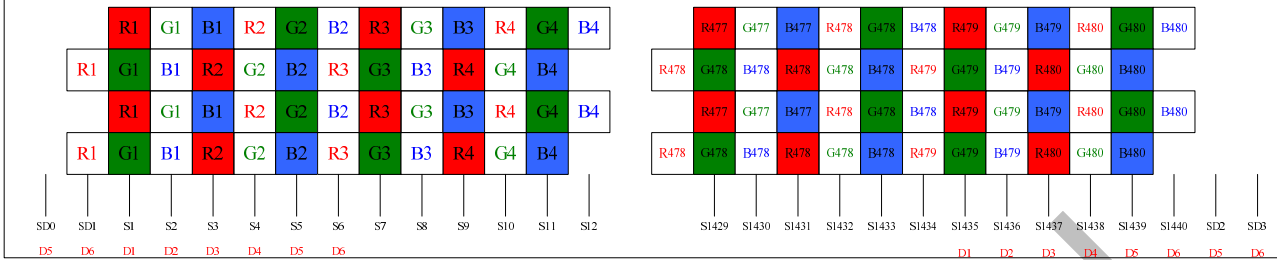 R1 G1 B1 R2 G2 B2 R3 G3 B3 R4 G4 B4 R477 G477 B477 R478 G478 B478 R479 G479 B479 R480 G480 B480
R1 G1 B1 R2 G2 B2 R3 G3 B3 R4 G4 B4 R478 G478 B478 R478 G478 B478 R479 G479 B479 R480 G480 B480
R1 G1 B1 R2 G2 B2 R3 G3 B3 R4 G4 B4 R477 G477 B477 R478 G478 B478 R479 G479 B479 R480 G480 B480
R1 G1 B1 R2 G2 B2 R3 G3 B3 R4 G4 B4 R478 G478 B478 R478 G478 B478 R479 G479 B479 R480 G480 B480
SD0 SD1 S1 S2 S3 S4 S5 S6 S7 S8 S9 S10 S11 S12 S1429 S1430 S1431 S1432 S1433 S1434 S1435 S1436 S1437 S1438 S1439 S1440 SD2 SD3
D5 D6 D1 D2 D3 D4 D5 D6 D1 D2 D3 D4 D5 D6 D5 D6